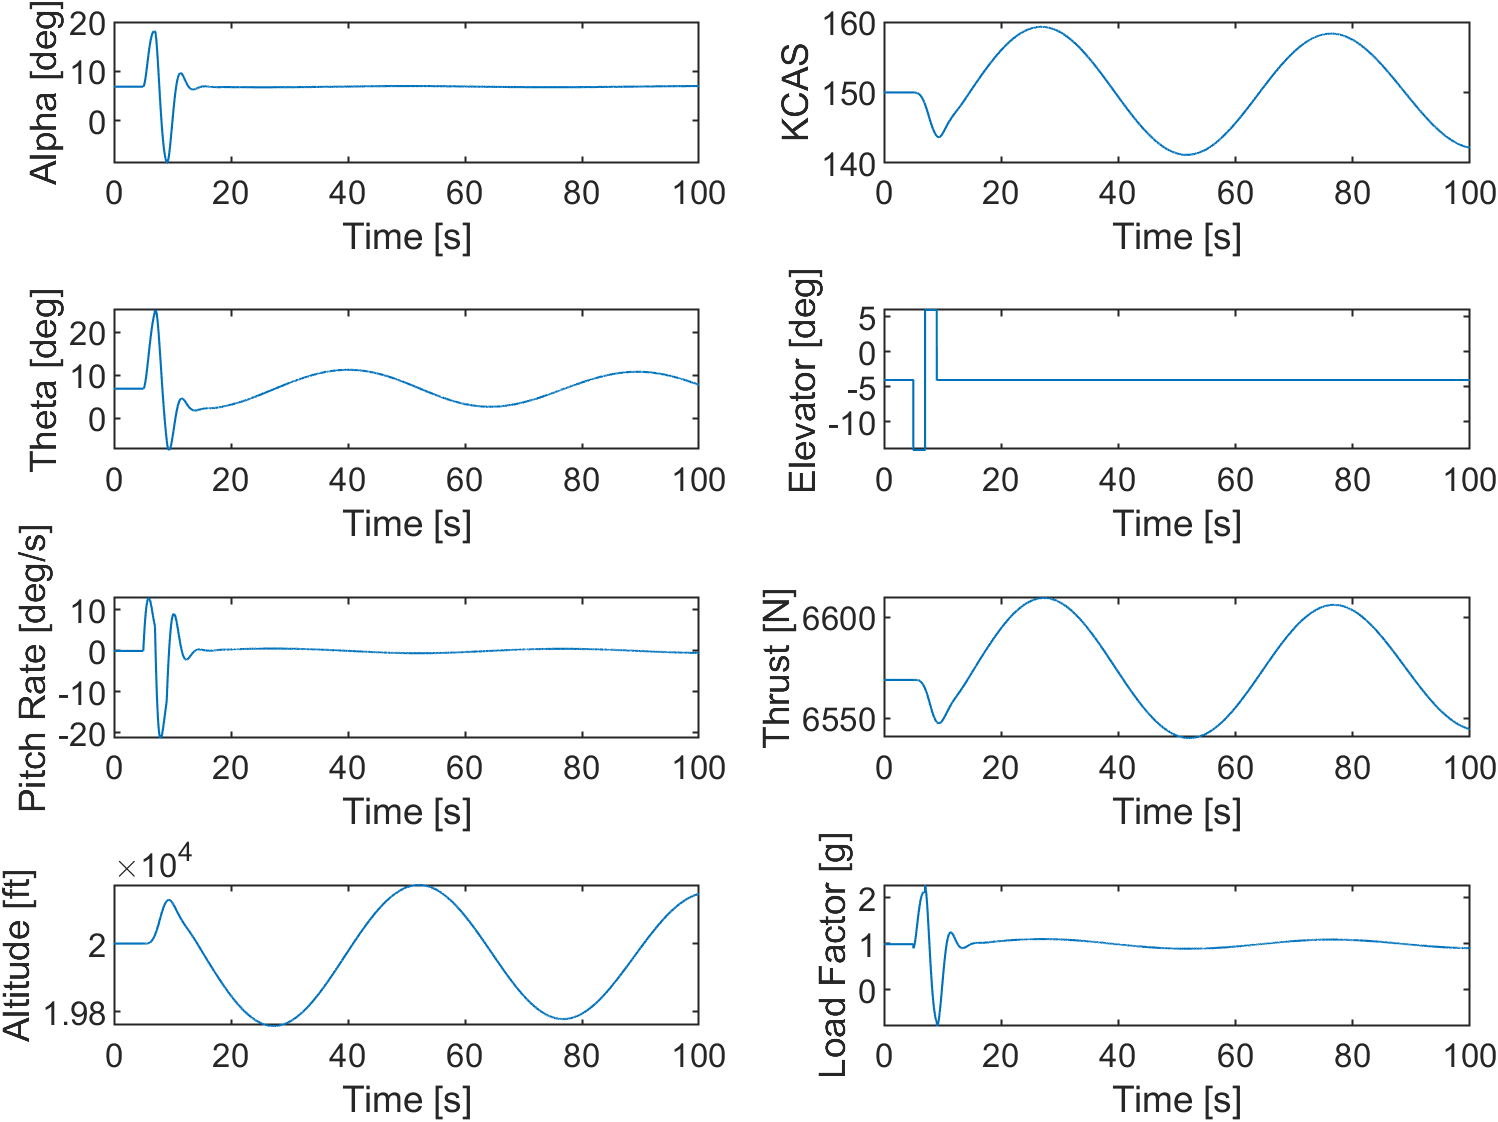 Alpha [deg]
20
10
0
0 20 40 60 80 100
Time [s]
KCAS
160
150
140
0 20 40 60 80 100
Time [s]
Theta [deg]
20
10
0
0 20 40 60 80 100
Time [s]
Elevator [deg]
5
0
-5
-10
0 20 40 60 80 100
Time [s]
Pitch Rate [deg/s]
10
0
-10
-20
0 20 40 60 80 100
Time [s]
Thrust [N]
6600
6550
0 20 40 60 80 100
Time [s]
Altitude [ft]
×10⁴
2
1.98
0 20 40 60 80 100
Time [s]
Load Factor [g]
2
1
0
0 20 40 60 80 100
Time [s]